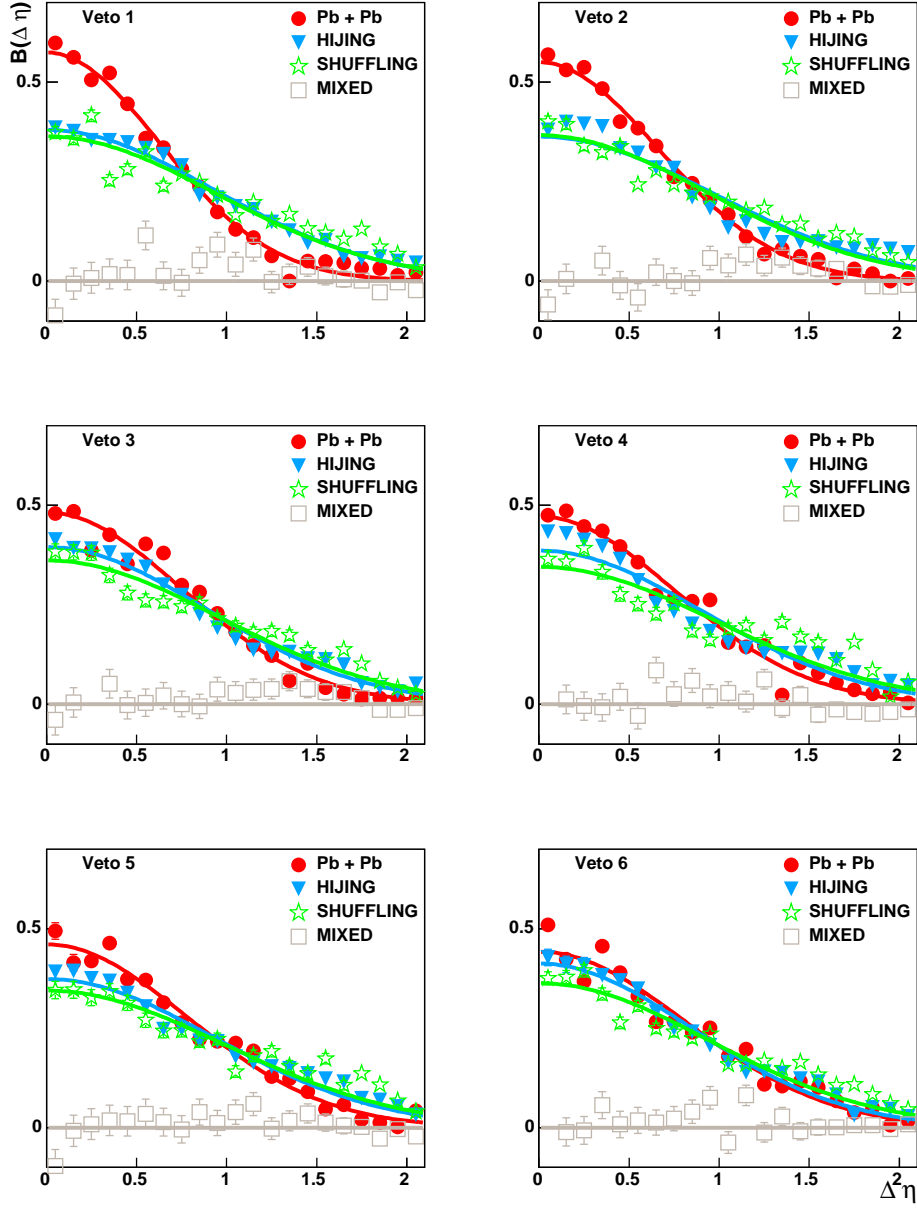 B(Δ η)
Veto 1
Pb + Pb
HIJING
SHUFFLING
MIXED
0.5
0
0 0.5 1 1.5 2
Veto 2
Pb + Pb
HIJING
SHUFFLING
MIXED
0.5
0
0 0.5 1 1.5 2
Veto 3
Pb + Pb
HIJING
SHUFFLING
MIXED
0.5
0
0 0.5 1 1.5 2
Veto 4
Pb + Pb
HIJING
SHUFFLING
MIXED
0.5
0
0 0.5 1 1.5 2
Veto 5
Pb + Pb
HIJING
SHUFFLING
MIXED
0.5
0
0 0.5 1 1.5 2
Veto 6
Pb + Pb
HIJING
SHUFFLING
MIXED
0.5
0
0 0.5 1 1.5 2
Δ η